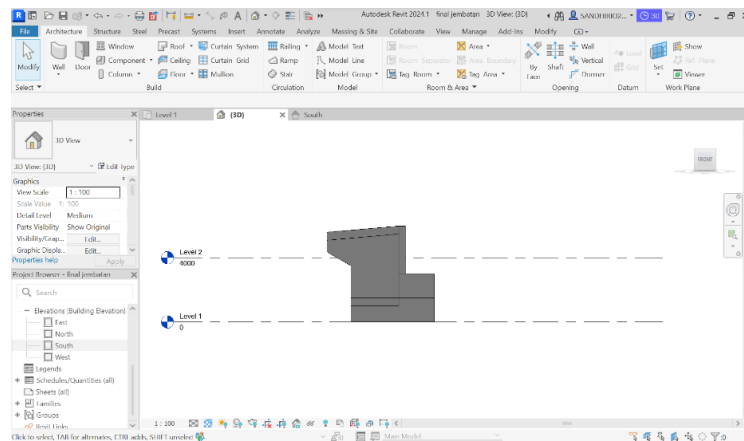 Autodesk Revit 2024.1 final jembatan 3D View: {3D}
SANDHIRIO2...
30
File Architecture Structure Steel Precast Systems Insert Annotate Analyze Massing & Site Collaborate View Manage Add-Ins Modify
Modify
Wall
Door
Window
Component
Column
Roof
Ceiling
Floor
Curtain System
Curtain Grid
Mullion
Railing
Ramp
Stair
Model Text
Model Line
Model Group
Room
Room Separator
Tag Room
Area
Area Boundary
Tag Area
By Face
Shaft
Wall
Vertical
Dormer
Level
Grid
Set
Show
Ref Plane
Viewer
Select Build Circulation Model Room & Area Opening Datum Work Plane
Properties
Level 1
{3D}
South
3D View
3D View: {3D}
Edit Type
Graphics
View Scale 1 : 100
Scale Value 1: 100
Detail Level Medium
Parts Visibility Show Original
Visibility/Grap... Edit...
Graphic Displa... Edit...
Properties help Apply
Project Browser - final jembatan
Search
Elevations (Building Elevation)
East
North
South
West
Legends
Schedules/Quantities (all)
Sheets (all)
Families
Groups
Revit Links
FRONT
Level 2
4000
Level 1
0
1 : 100
Click to select, TAB for alternates, CTRL adds, SHIFT unselects
Main Model
:0